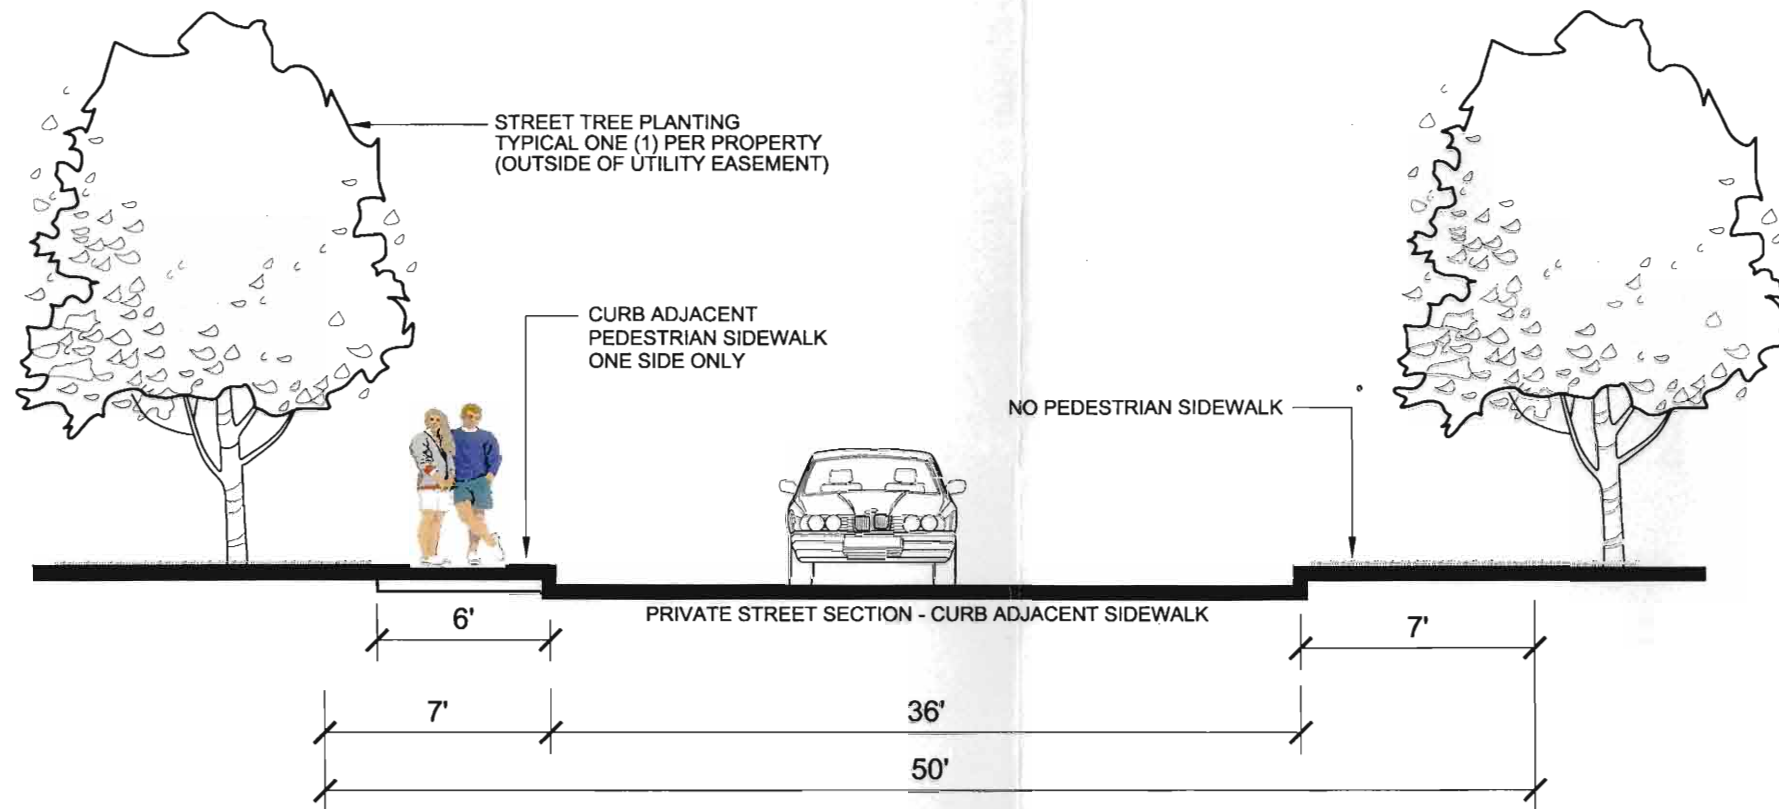 STREET TREE PLANTING
TYPICAL ONE (1) PER PROPERTY
(OUTSIDE OF UTILITY EASEMENT)
CURB ADJACENT
PEDESTRIAN SIDEWALK
ONE SIDE ONLY
NO PEDESTRIAN SIDEWALK
PRIVATE STREET SECTION - CURB ADJACENT SIDEWALK
6'
7'
7'
36'
50'